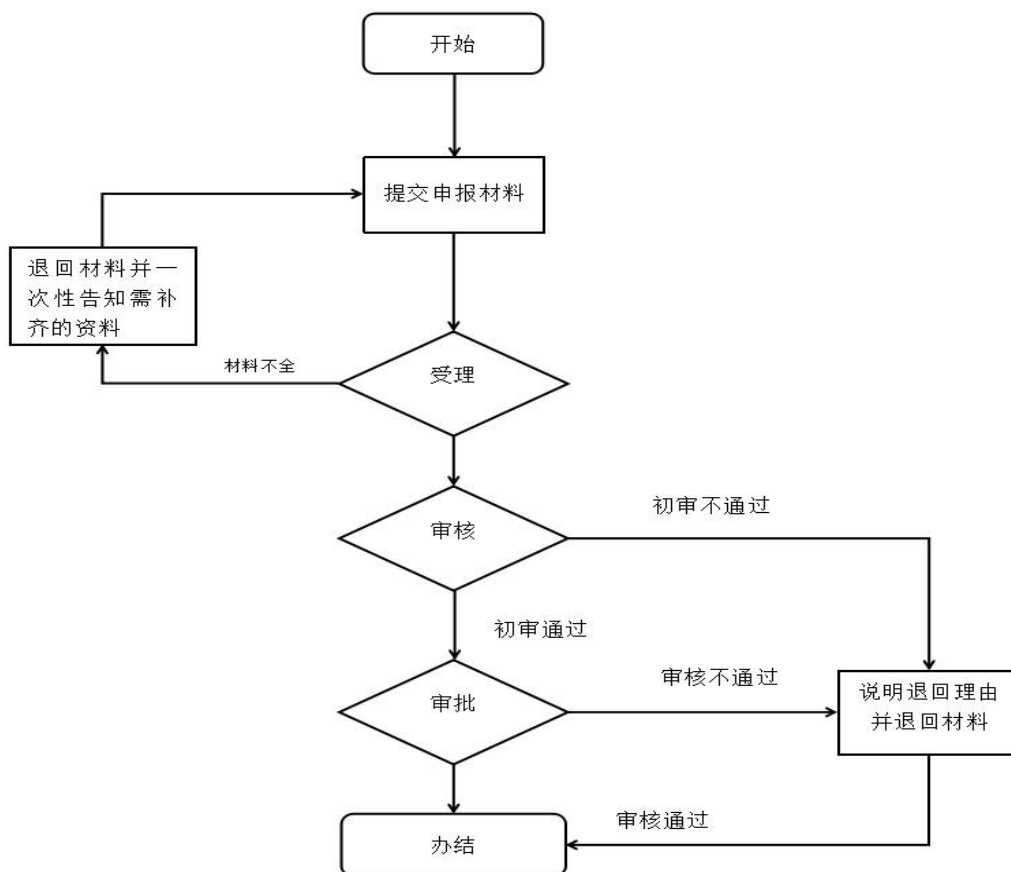 开始
提交申报材料
退回材料并一
次性告知需补
齐的资料
材料不全
受理
初审不通过
审核
初审通过
审核不通过
审批
说明退回理由
并退回材料
审核通过
办结